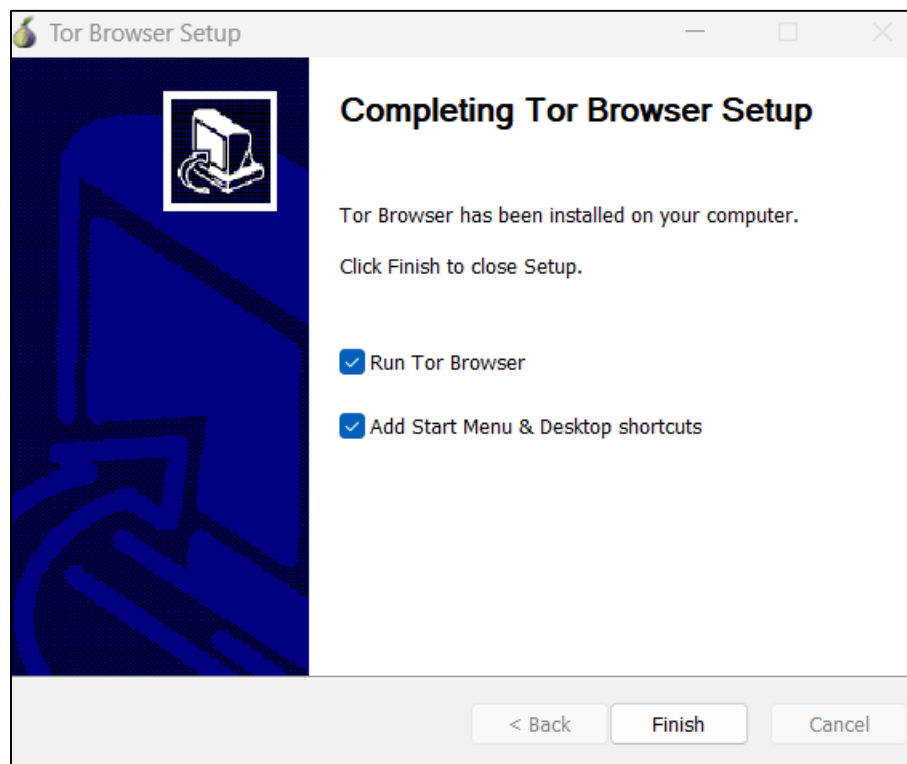 Tor Browser Setup
Completing Tor Browser Setup
Tor Browser has been installed on your computer.
Click Finish to close Setup.
Run Tor Browser
Add Start Menu & Desktop shortcuts
< Back Finish Cancel